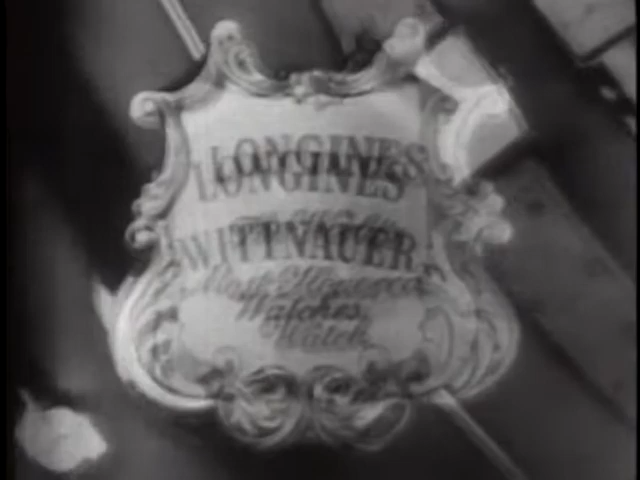 LONGINES
LONGINES
WITTNAUER
Most Honored
Watches
Watch